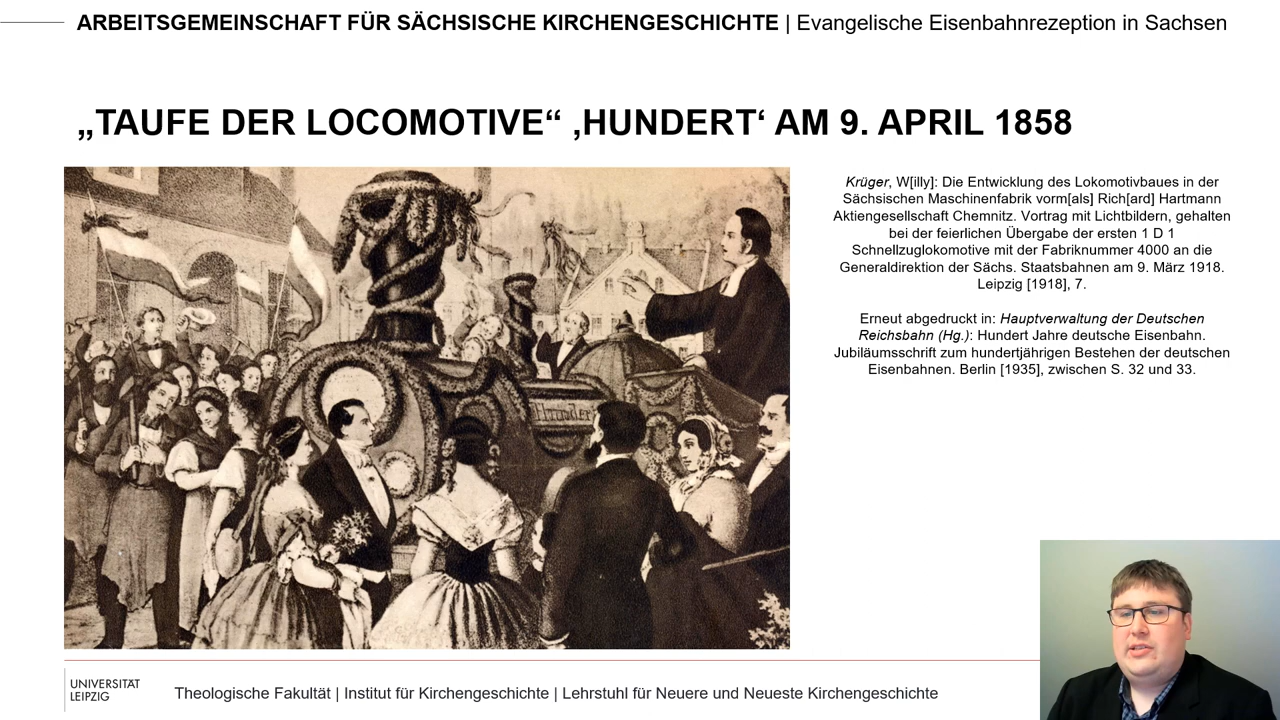 ARBEITSGEMEINSCHAFT FÜR SÄCHSISCHE KIRCHENGESCHICHTE | Evangelische Eisenbahnrezeption in Sachsen
„TAUFE DER LOCOMOTIVE“ ‚HUNDERT‘ AM 9. APRIL 1858
Krüger, W[illy]: Die Entwicklung des Lokomotivbaues in der
Sächsischen Maschinenfabrik vorm[als] Rich[ard] Hartmann
Aktiengesellschaft Chemnitz. Vortrag mit Lichtbildern, gehalten
bei der feierlichen Übergabe der ersten 1 D 1
Schnellzuglokomotive mit der Fabriknummer 4000 an die
Generaldirektion der Sächs. Staatsbahnen am 9. März 1918.
Leipzig [1918], 7.
Erneut abgedruckt in: Hauptverwaltung der Deutschen
Reichsbahn (Hg.): Hundert Jahre deutsche Eisenbahn.
Jubiläumsschrift zum hundertjährigen Bestehen der deutschen
Eisenbahnen. Berlin [1935], zwischen S. 32 und 33.
Hundert
UNIVERSITÄT
LEIPZIG
Theologische Fakultät | Institut für Kirchengeschichte | Lehrstuhl für Neuere und Neueste Kirchengeschichte